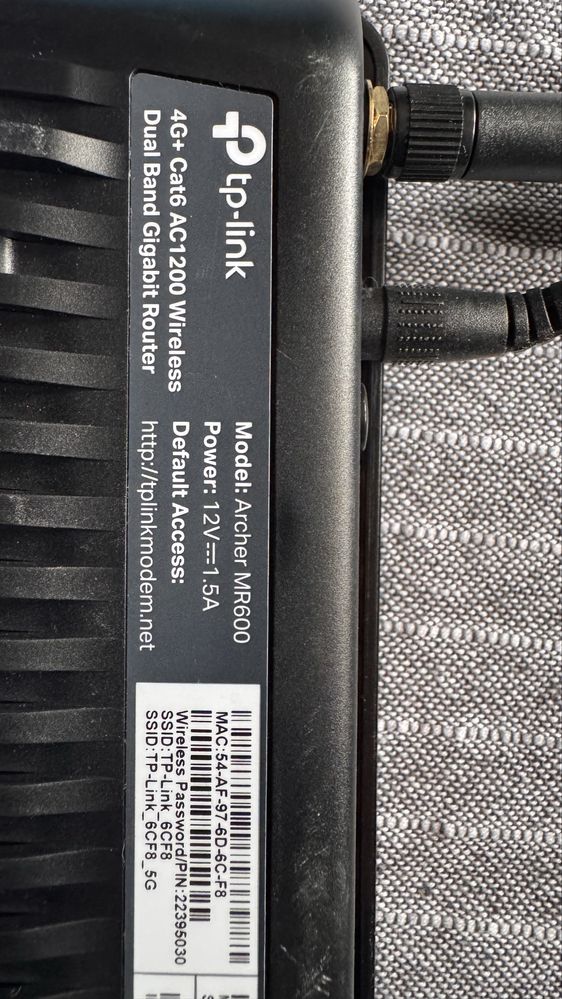 tp-link
4G+ Cat6 AC1200 Wireless
Dual Band Gigabit Router
Model: Archer MR600
Power: 12V⎓1.5A
Default Access:
http://tplinkmodem.net
MAC:54-AF-97-6D-6C-F8
Wireless Password/PIN:22395030
SSID:TP-Link_6CF8
SSID:TP-Link_6CF8_5G